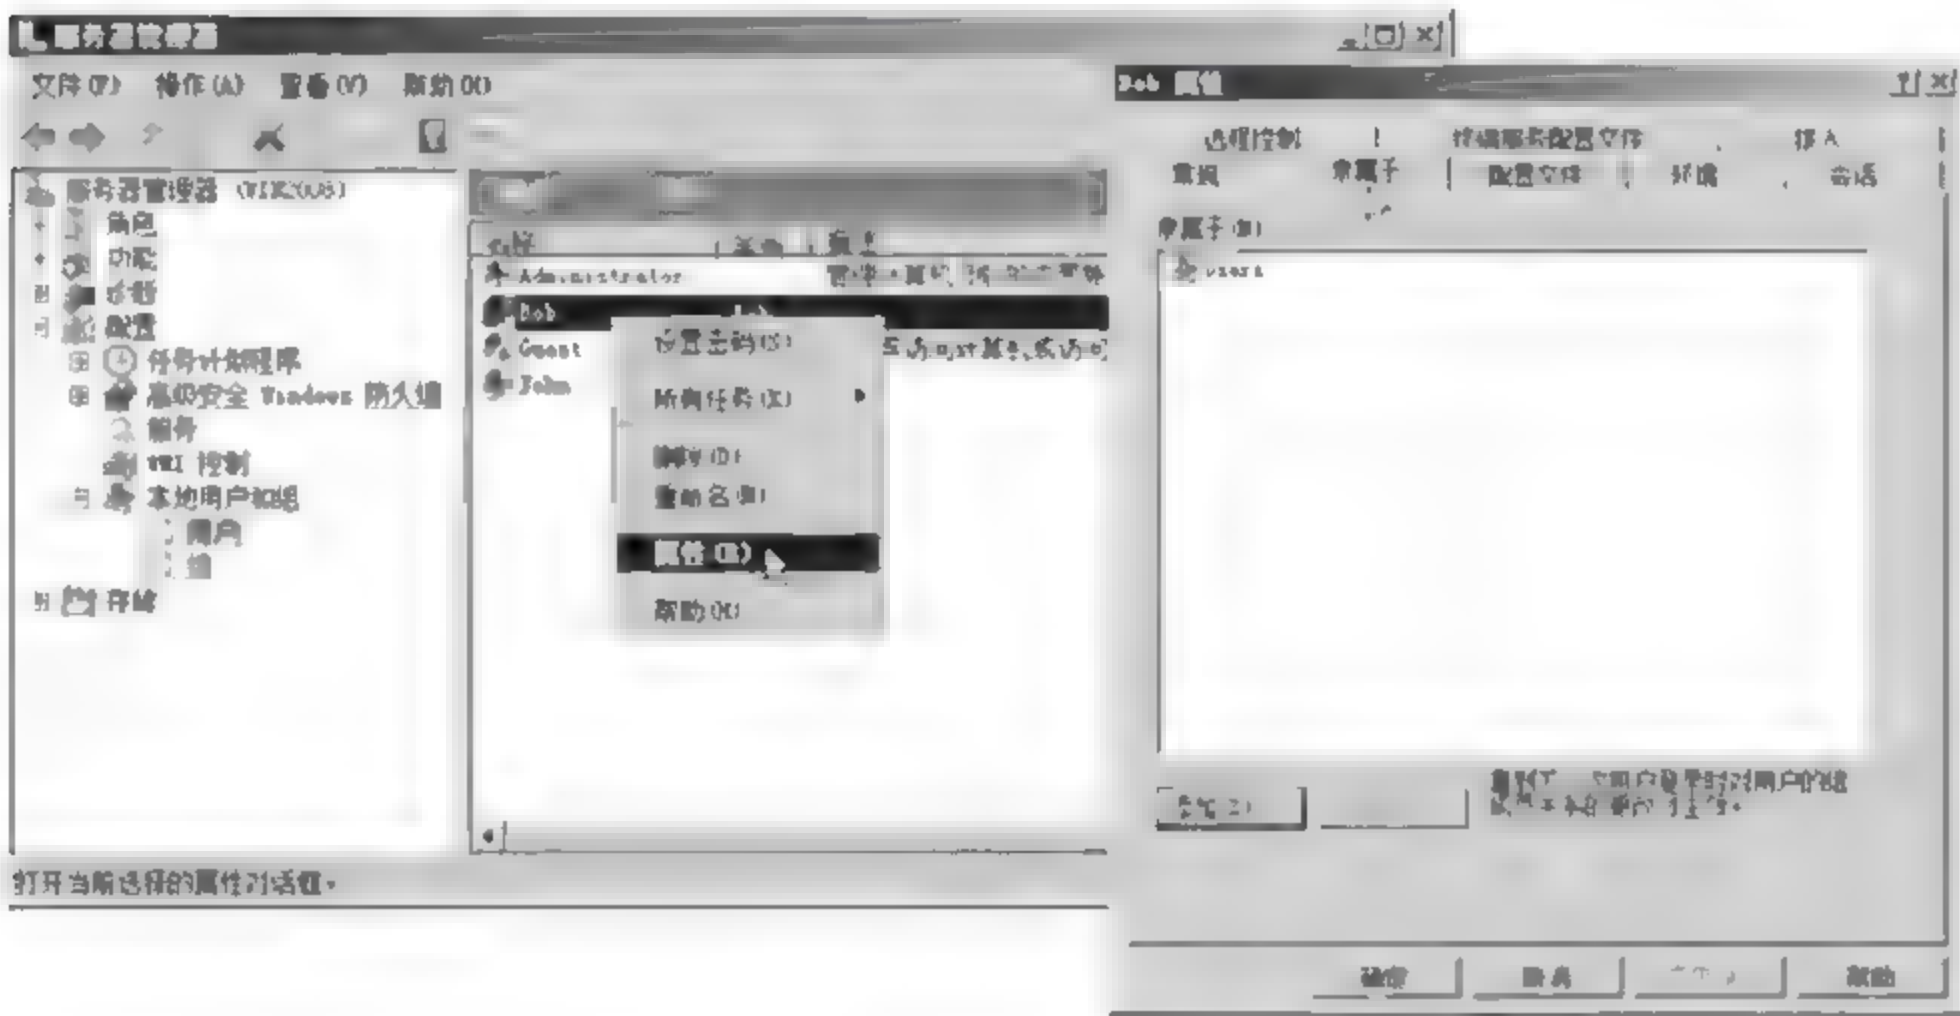 服务器管理器
文件(F) 操作(A) 查看(V) 帮助(H)
服务器管理器 (WIN2008)
角色
功能
诊断
配置
任务计划程序
高级安全 Windows 防火墙
服务
WMI 控制
本地用户和组
用户
组
存储
Administrator
Bob
Guest
John
设置密码(S)
所有任务(K)
删除(D)
重命名(M)
属性(R)
帮助(H)
打开当前选择的属性对话框。
Bob 属性
远程控制 终端服务配置文件 拨入
常规 隶属于 配置文件 环境 会话
隶属于(M)
Users
确定 取消 帮助